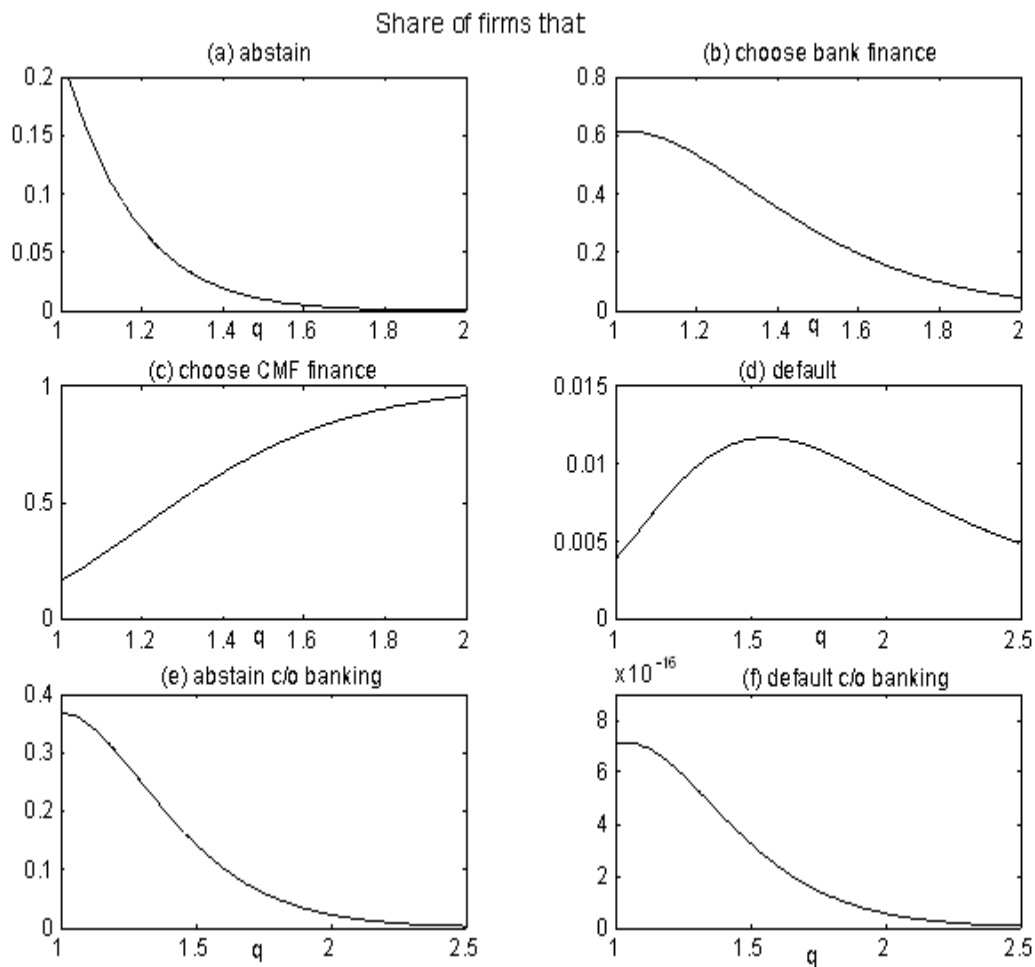 Share of firms that
(a) abstain
(b) choose bank finance
0.2
0.15
0.1
0.05
0
1 1.2 1.4 q 1.6 1.8 2
0.8
0.6
0.4
0.2
0
1 1.2 1.4 q 1.6 1.8 2
(c) choose CMF finance
(d) default
1
0.5
0
1 1.2 1.4 q 1.6 1.8 2
0.015
0.01
0.005
0
1 1.5 q 2 2.5
(e) abstain c/o banking
x10^-16 (f) default c/o banking
0.4
0.3
0.2
0.1
0
1 1.5 q 2 2.5
8
6
4
2
0
1 1.5 q 2 2.5